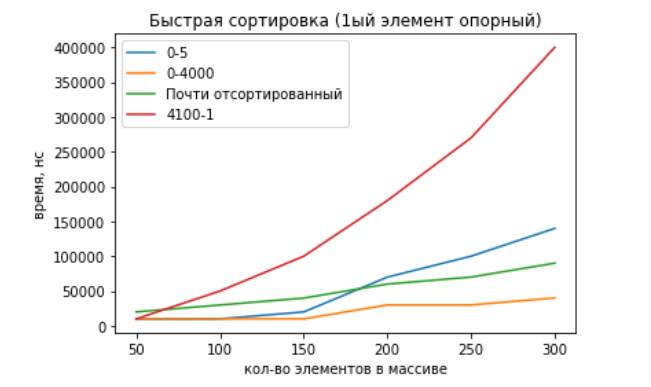 Быстрая сортировка (1ый элемент опорный)
400000
350000
300000
250000
200000
150000
100000
50000
0
время, нс
0-5
0-4000
Почти отсортированный
4100-1
50 100 150 200 250 300
кол-во элементов в массиве